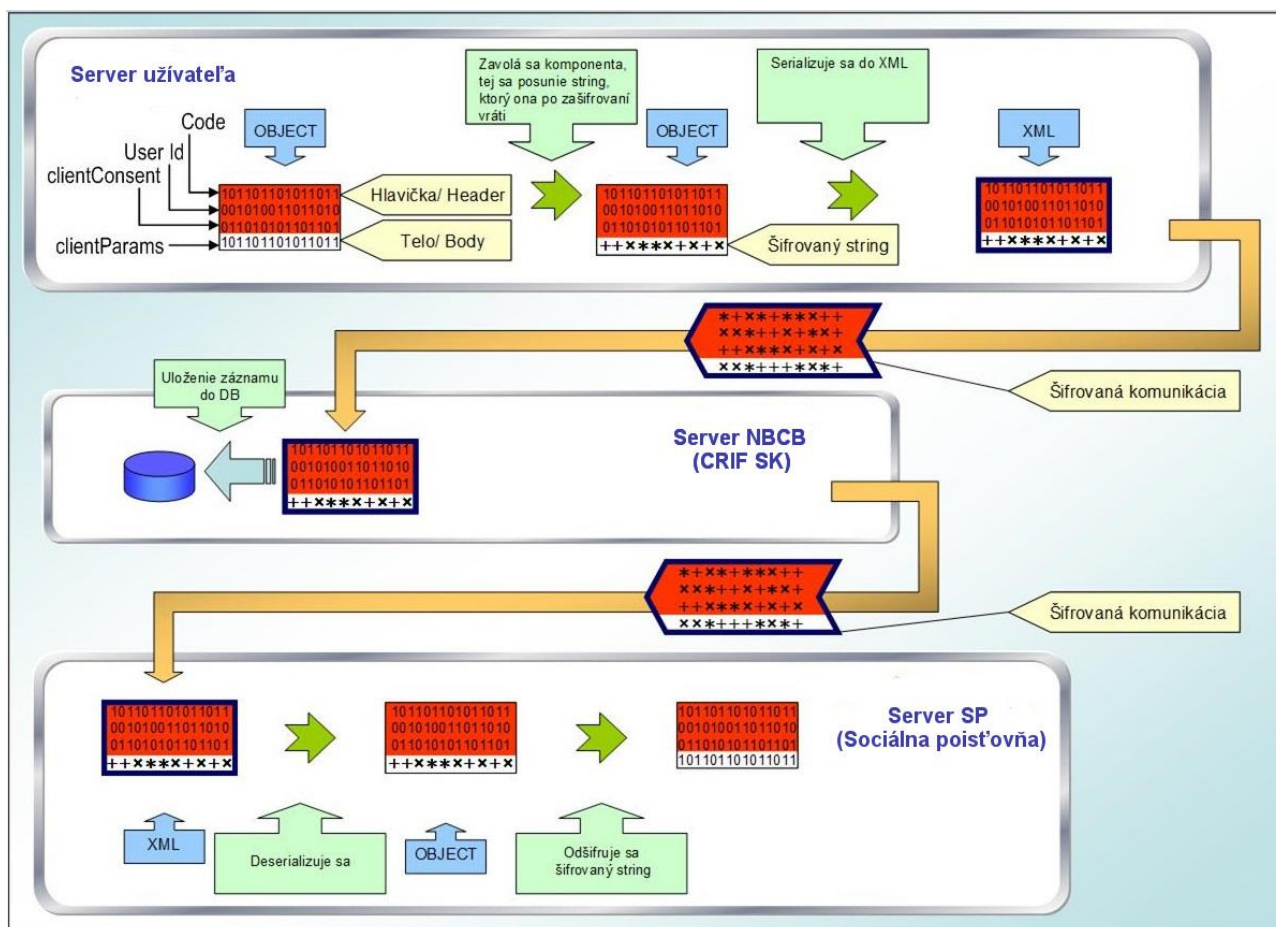 Server užívateľa
Code
User Id
clientConsent
clientParams
OBJECT
1011011010110​11
001010011011010
011010101101101
101101101011011
Hlavička/ Header
Telo/ Body
Zavolá sa komponenta,
tej sa posunie string,
ktorý ona po zašifrovaní
vráti
OBJECT
101101101011011
001010011011010
011010101101101
++×**×+×+×
Šifrovaný string
Serializuje sa do XML
XML
101101101011011
001010011011010
011010101101101
++×**×+×+×
*+×*+**×++
××*++×+*×+
++×**×+×+×
××*+++*×*+
Šifrovaná komunikácia
Uloženie záznamu
do DB
101101101011011
001010011011010
011010101101101
++×**×+×+×
Server NBCB
(CRIF SK)
*+×*+**×++
××*++×+*×+
++×**×+×+×
××*+++*×*+
Šifrovaná komunikácia
Server SP
(Sociálna poisťovňa)
101101101011011
001010011011010
011010101101101
++×**×+×+×
101101101011011
001010011011010
011010101101101
++×**×+×+×
101101101011011
001010011011010
011010101101101
101101101011011
XML
Deserializuje sa
OBJECT
Odšifruje sa
šifrovaný string